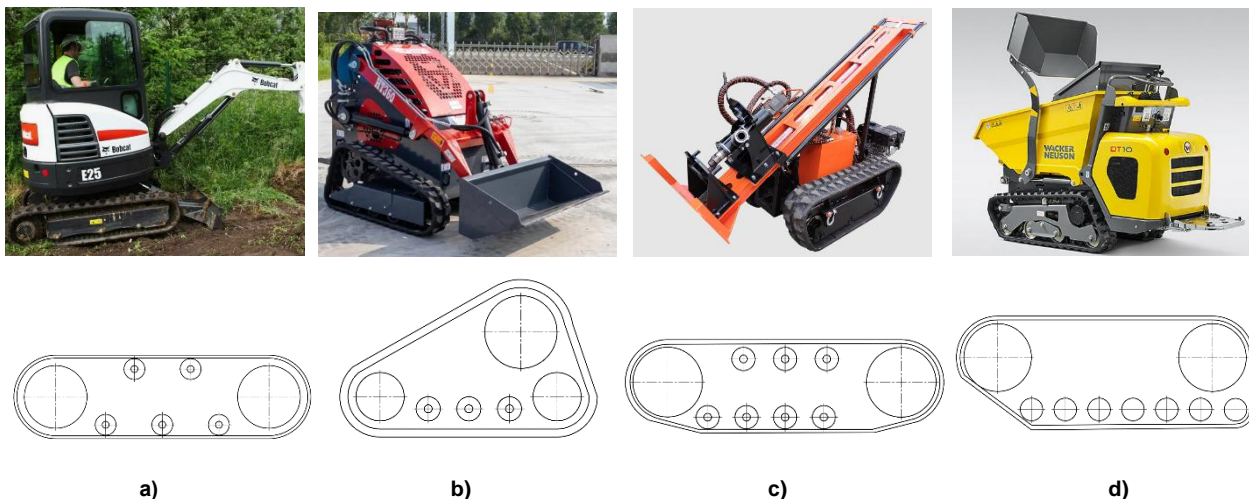 Bobcat
Bobcat
E25
WACKER
NEUSON
DT10
a)
b)
c)
d)